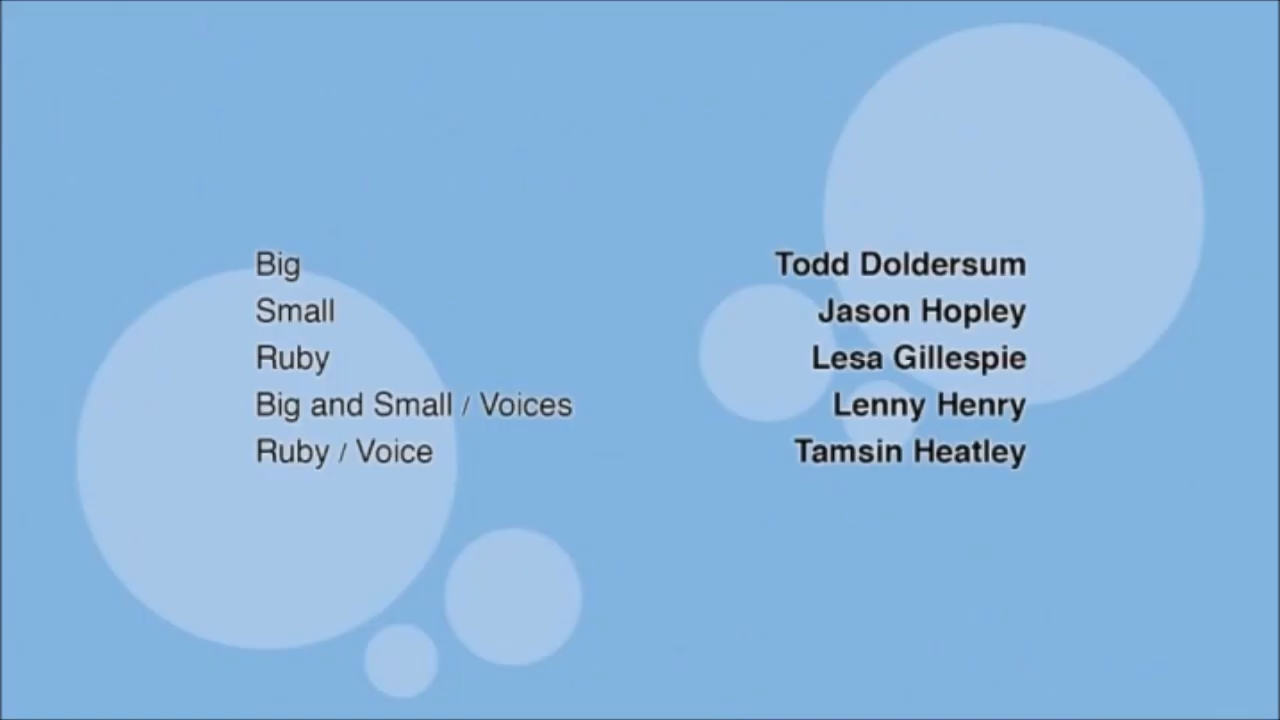 Big Todd Doldersum
Small Jason Hopley
Ruby Lesa Gillespie
Big and Small / Voices Lenny Henry
Ruby / Voice Tamsin Heatley